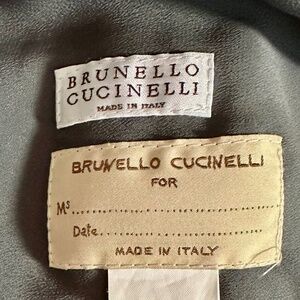 BRUNELLO
CUCINELLI
MADE IN ITALY
BRUNELLO CUCINELLI
FOR
Ms.....................
Date..................
MADE IN ITALY